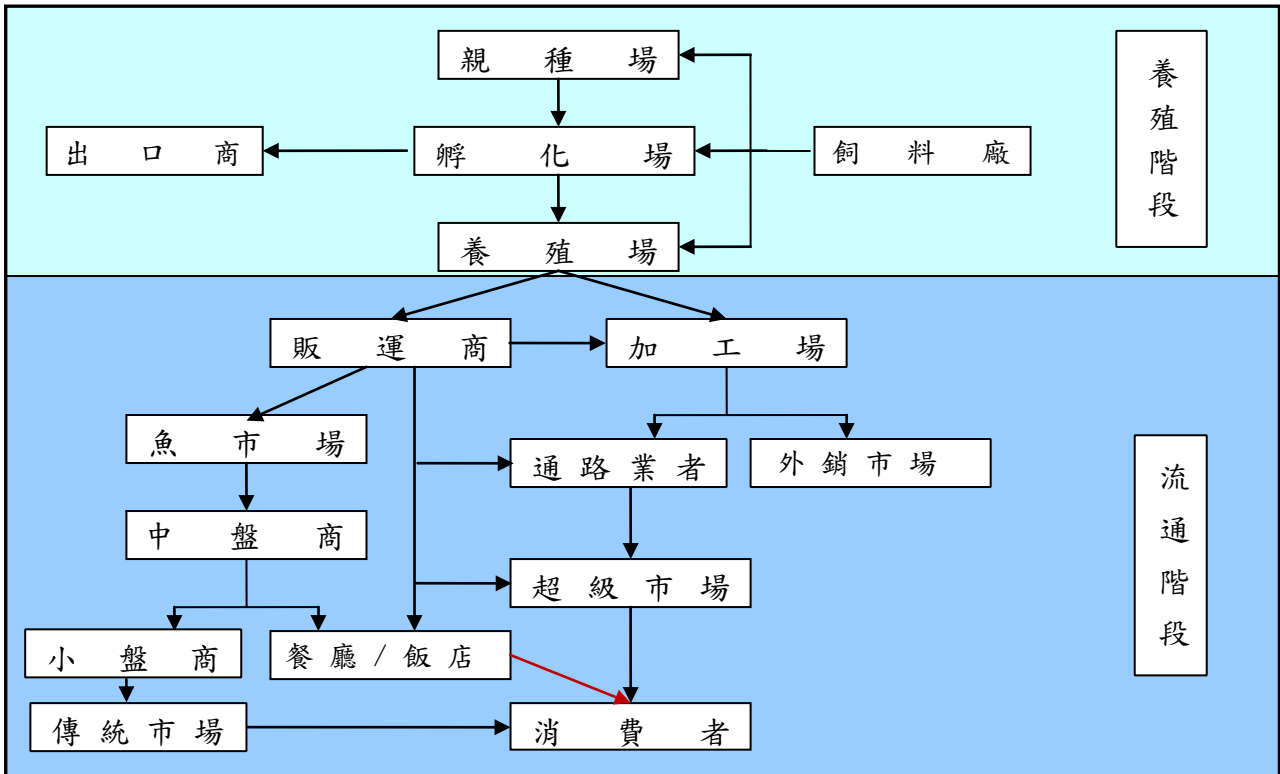 親種場
養殖階段
出口商
孵化場
飼料廠
養殖場
販運商
加工場
魚市場
通路業者
外銷市場
流通階段
中盤商
超級市場
小盤商
餐廳/飯店
傳統市場
消費者